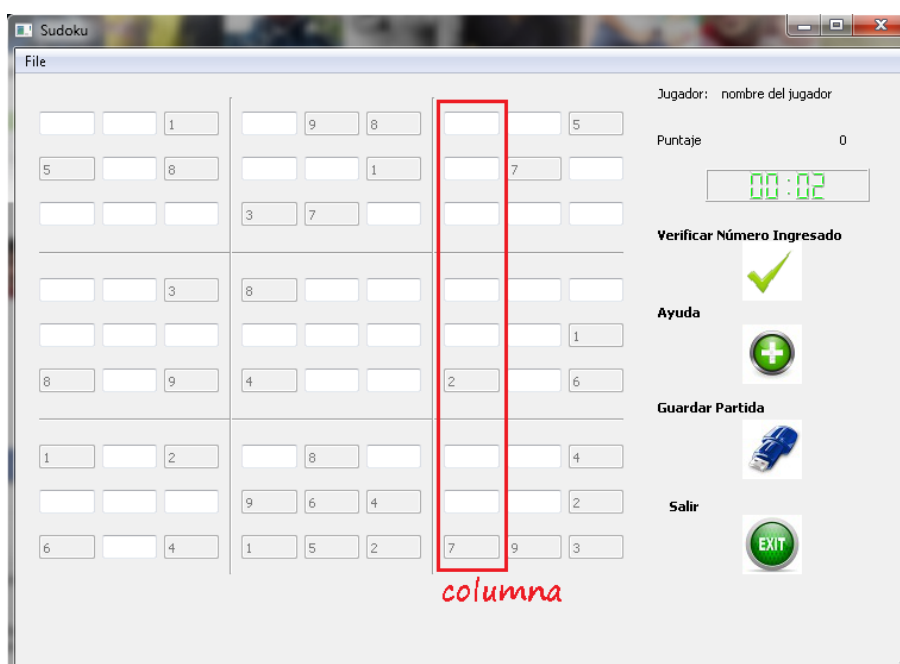 Sudoku
File
Jugador: nombre del jugador
Puntaje 0
00:02
Verificar Número Ingresado
Ayuda
Guardar Partida
Salir
EXIT
1 9 8 5
5 8 1 7
3 7
3 8
1
8 9 4 2 6
1 2 8 4
9 6 4 2
6 4 1 5 2 7 9 3
columna